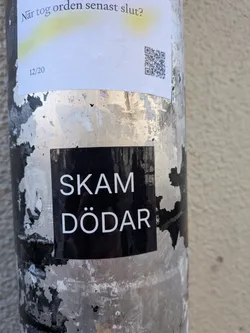 När tog orden senast slut?
12/20
SKAM
DÖDAR